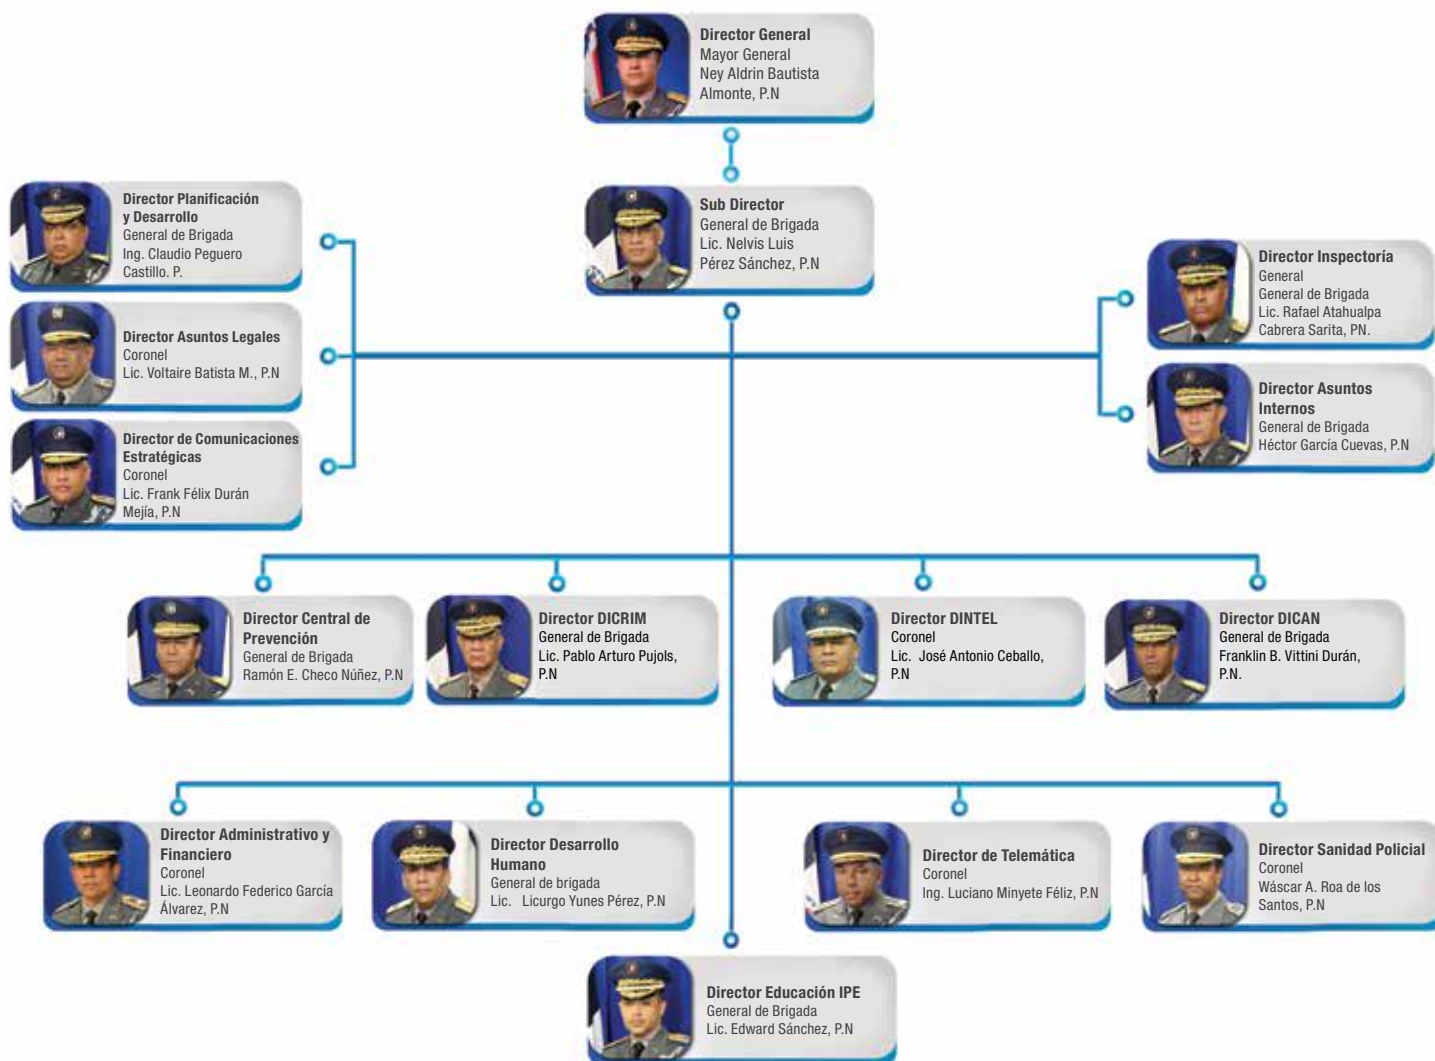 Director General
Mayor General
Ney Aldrin Bautista
Almonte, P.N
Sub Director
General de Brigada
Lic. Nelvis Luis
Pérez Sánchez, P.N
Director Planificación
y Desarrollo
General de Brigada
Ing. Claudio Peguero
Castillo. P.
Director Asuntos Legales
Coronel
Lic. Voltaire Batista M., P.N
Director de Comunicaciones
Estratégicas
Coronel
Lic. Frank Félix Durán
Mejía, P.N
Director Inspectoría
General
General de Brigada
Lic. Rafael Atahualpa
Cabrera Sarita, PN.
Director Asuntos
Internos
General de Brigada
Héctor García Cuevas, P.N
Director Central de
Prevención
General de Brigada
Ramón E. Checo Núñez, P.N
Director DICRIM
General de Brigada
Lic. Pablo Arturo Pujols,
P.N
Director DINTEL
Coronel
Lic. José Antonio Ceballo,
P.N
Director DICAN
General de Brigada
Franklin B. Vittini Durán,
P.N.
Director Administrativo y
Financiero
Coronel
Lic. Leonardo Federico García
Álvarez, P.N
Director Desarrollo
Humano
General de brigada
Lic. Licurgo Yunes Pérez, P.N
Director de Telemática
Coronel
Ing. Luciano Minyete Féliz, P.N
Director Sanidad Policial
Coronel
Wáscar A. Roa de los
Santos, P.N
Director Educación IPE
General de Brigada
Lic. Edward Sánchez, P.N